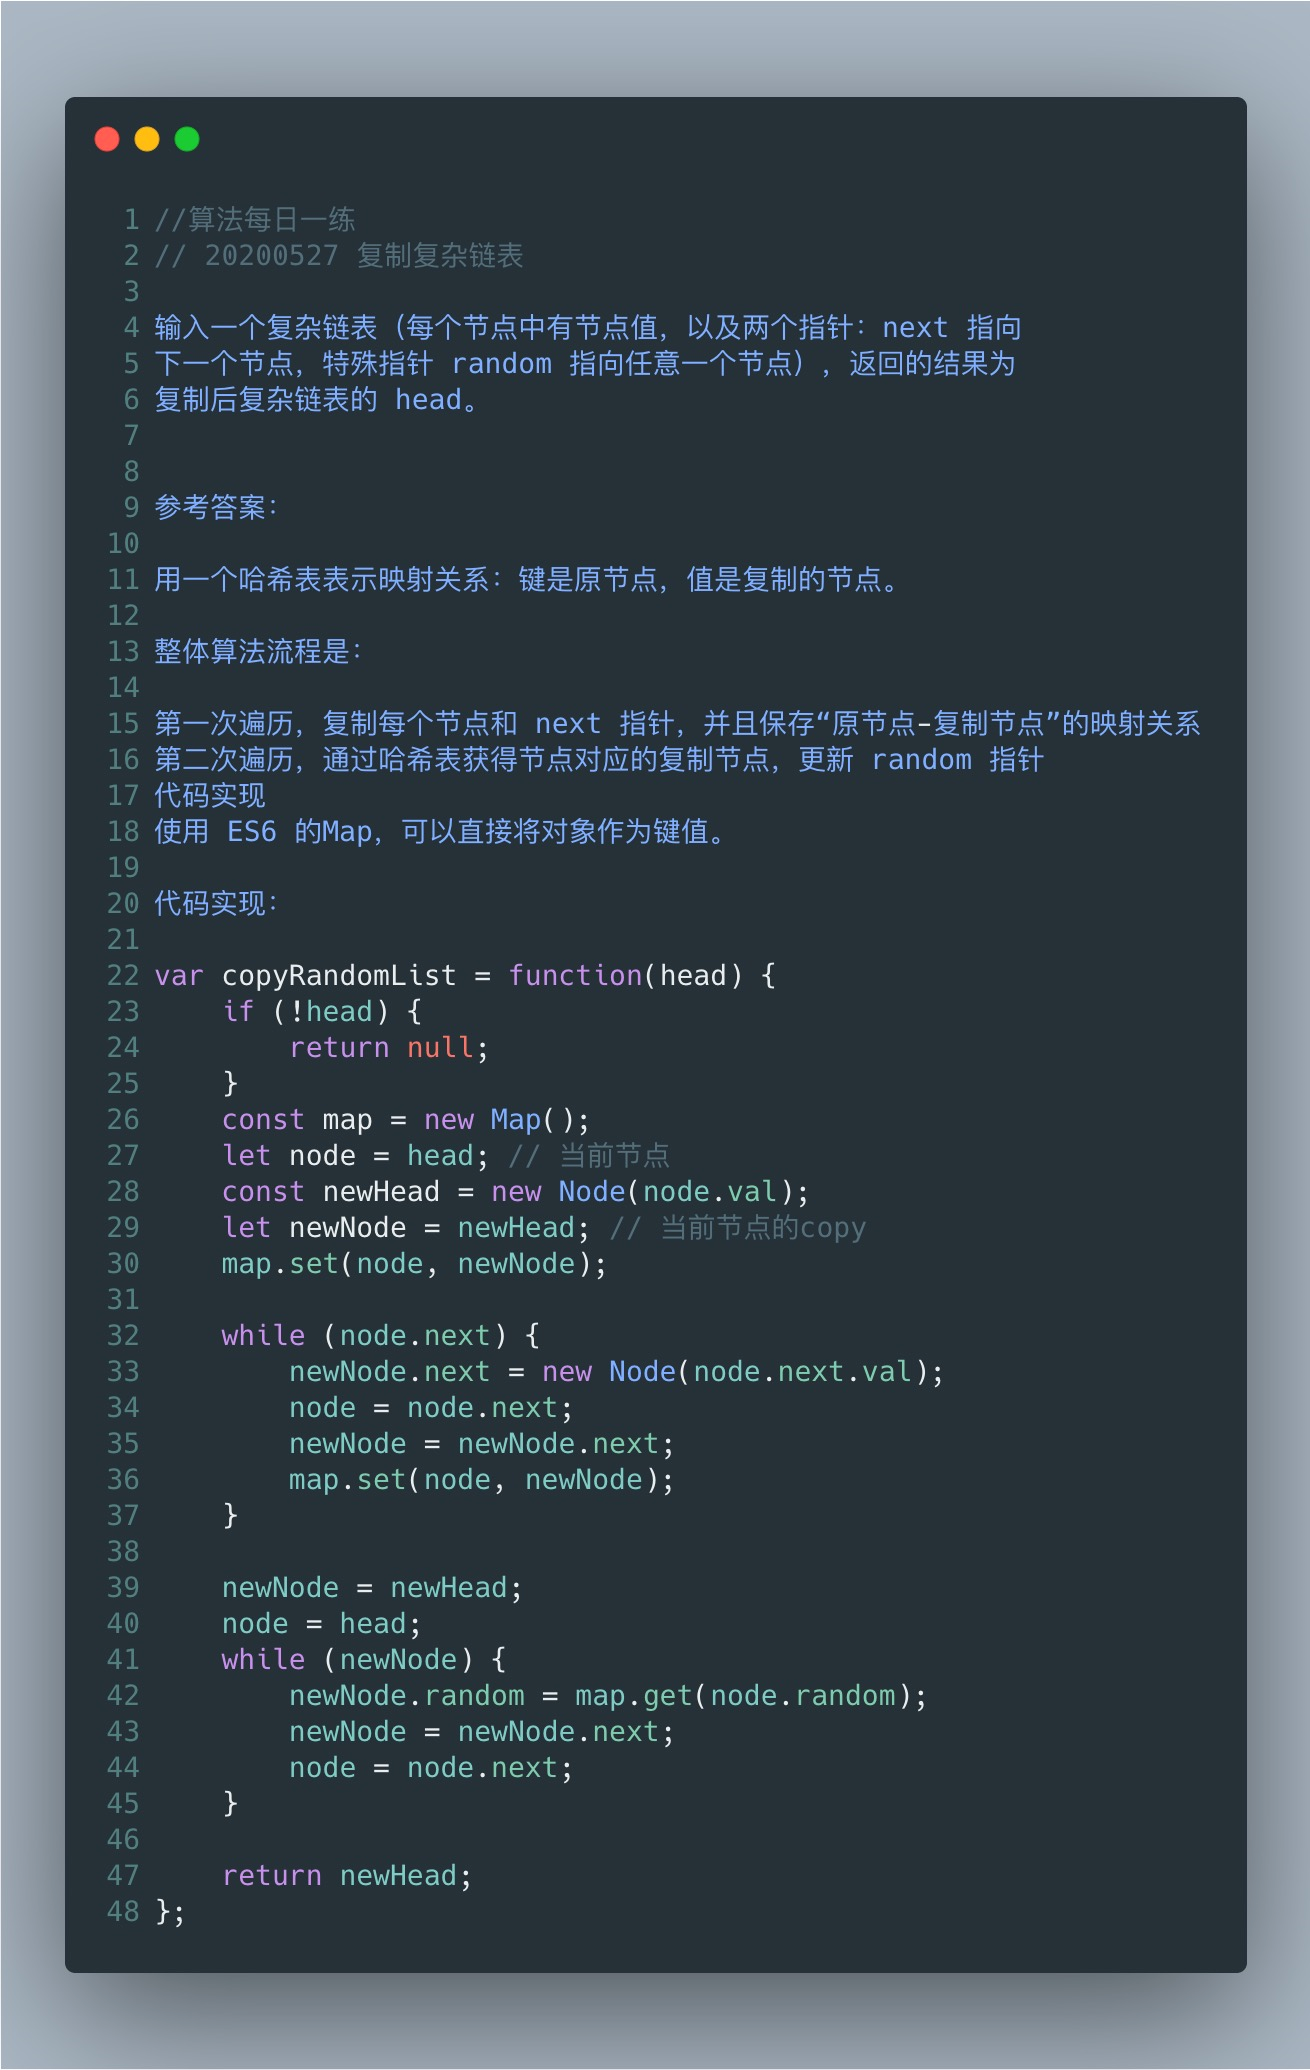 1 //算法每日一练
2 // 20200527 复制复杂链表
3
4 输入一个复杂链表（每个节点中有节点值，以及两个指针：next 指向
5 下一个节点，特殊指针 random 指向任意一个节点），返回的结果为
6 复制后复杂链表的 head。
7
8
9 参考答案：
10
11 用一个哈希表表示映射关系：键是原节点，值是复制的节点。
12
13 整体算法流程是：
14
15 第一次遍历，复制每个节点和 next 指针，并且保存“原节点-复制节点”的映射关系
16 第二次遍历，通过哈希表获得节点对应的复制节点，更新 random 指针
17 代码实现
18 使用 ES6 的Map，可以直接将对象作为键值。
19
20 代码实现：
21
22 var copyRandomList = function(head) {
23     if (!head) {
24         return null;
25     }
26     const map = new Map();
27     let node = head; // 当前节点
28     const newHead = new Node(node.val);
29     let newNode = newHead; // 当前节点的copy
30     map.set(node, newNode);
31
32     while (node.next) {
33         newNode.next = new Node(node.next.val);
34         node = node.next;
35         newNode = newNode.next;
36         map.set(node, newNode);
37     }
38
39     newNode = newHead;
40     node = head;
41     while (newNode) {
42         newNode.random = map.get(node.random);
43         newNode = newNode.next;
44         node = node.next;
45     }
46
47     return newHead;
48 };